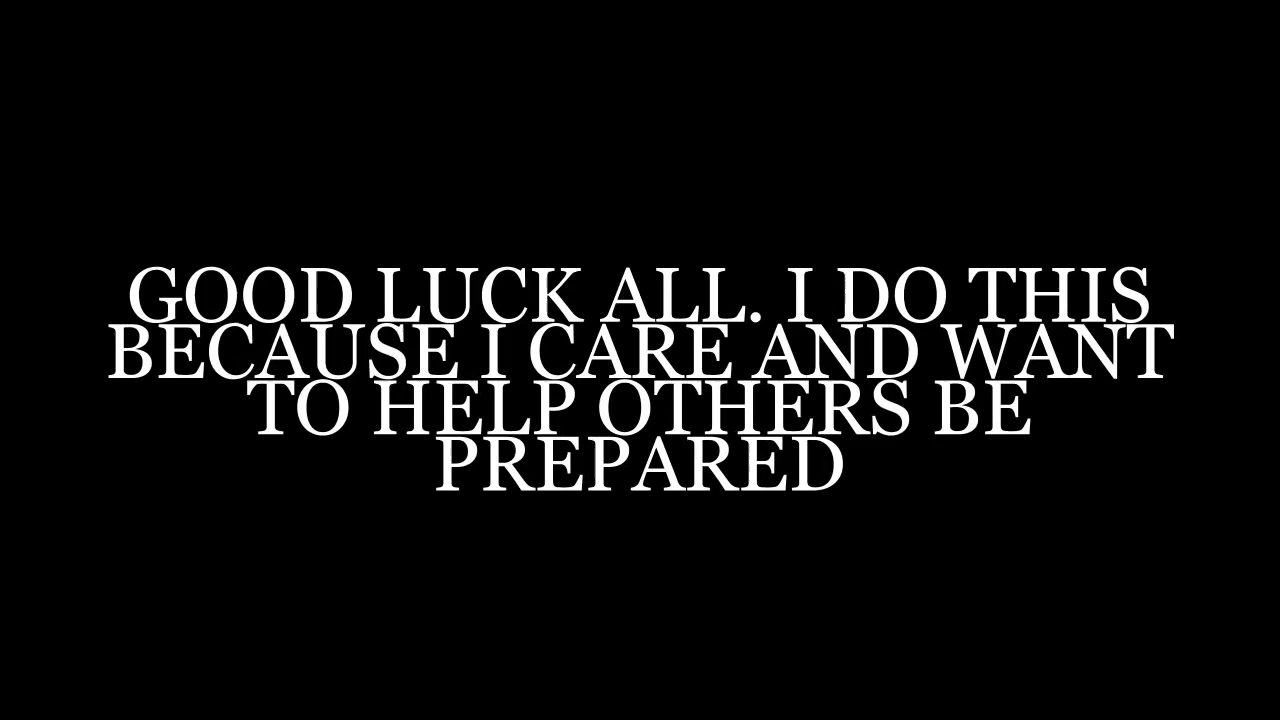 GOOD LUCK ALL. I DO THIS
BECAUSE I CARE AND WANT
TO HELP OTHERS BE
PREPARED